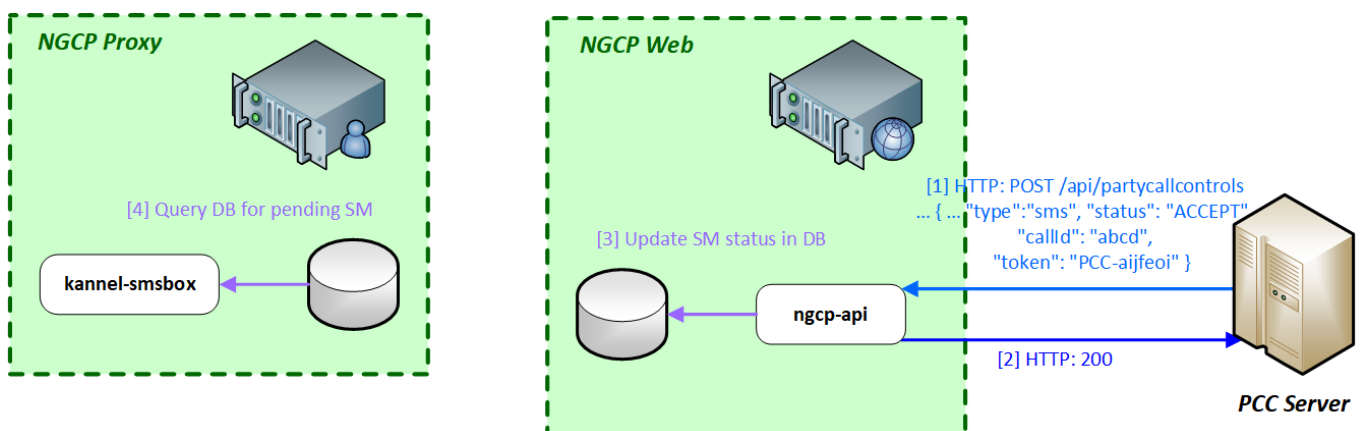 NGCP Proxy
[4] Query DB for pending SM
kannel-smsbox
NGCP Web
[3] Update SM status in DB
ngcp-api
[1] HTTP: POST /api/partycallcontrols
... { ... "type":"sms", "status": "ACCEPT"
"callId": "abcd",
"token": "PCC-aijfeoi" }
[2] HTTP: 200
PCC Server